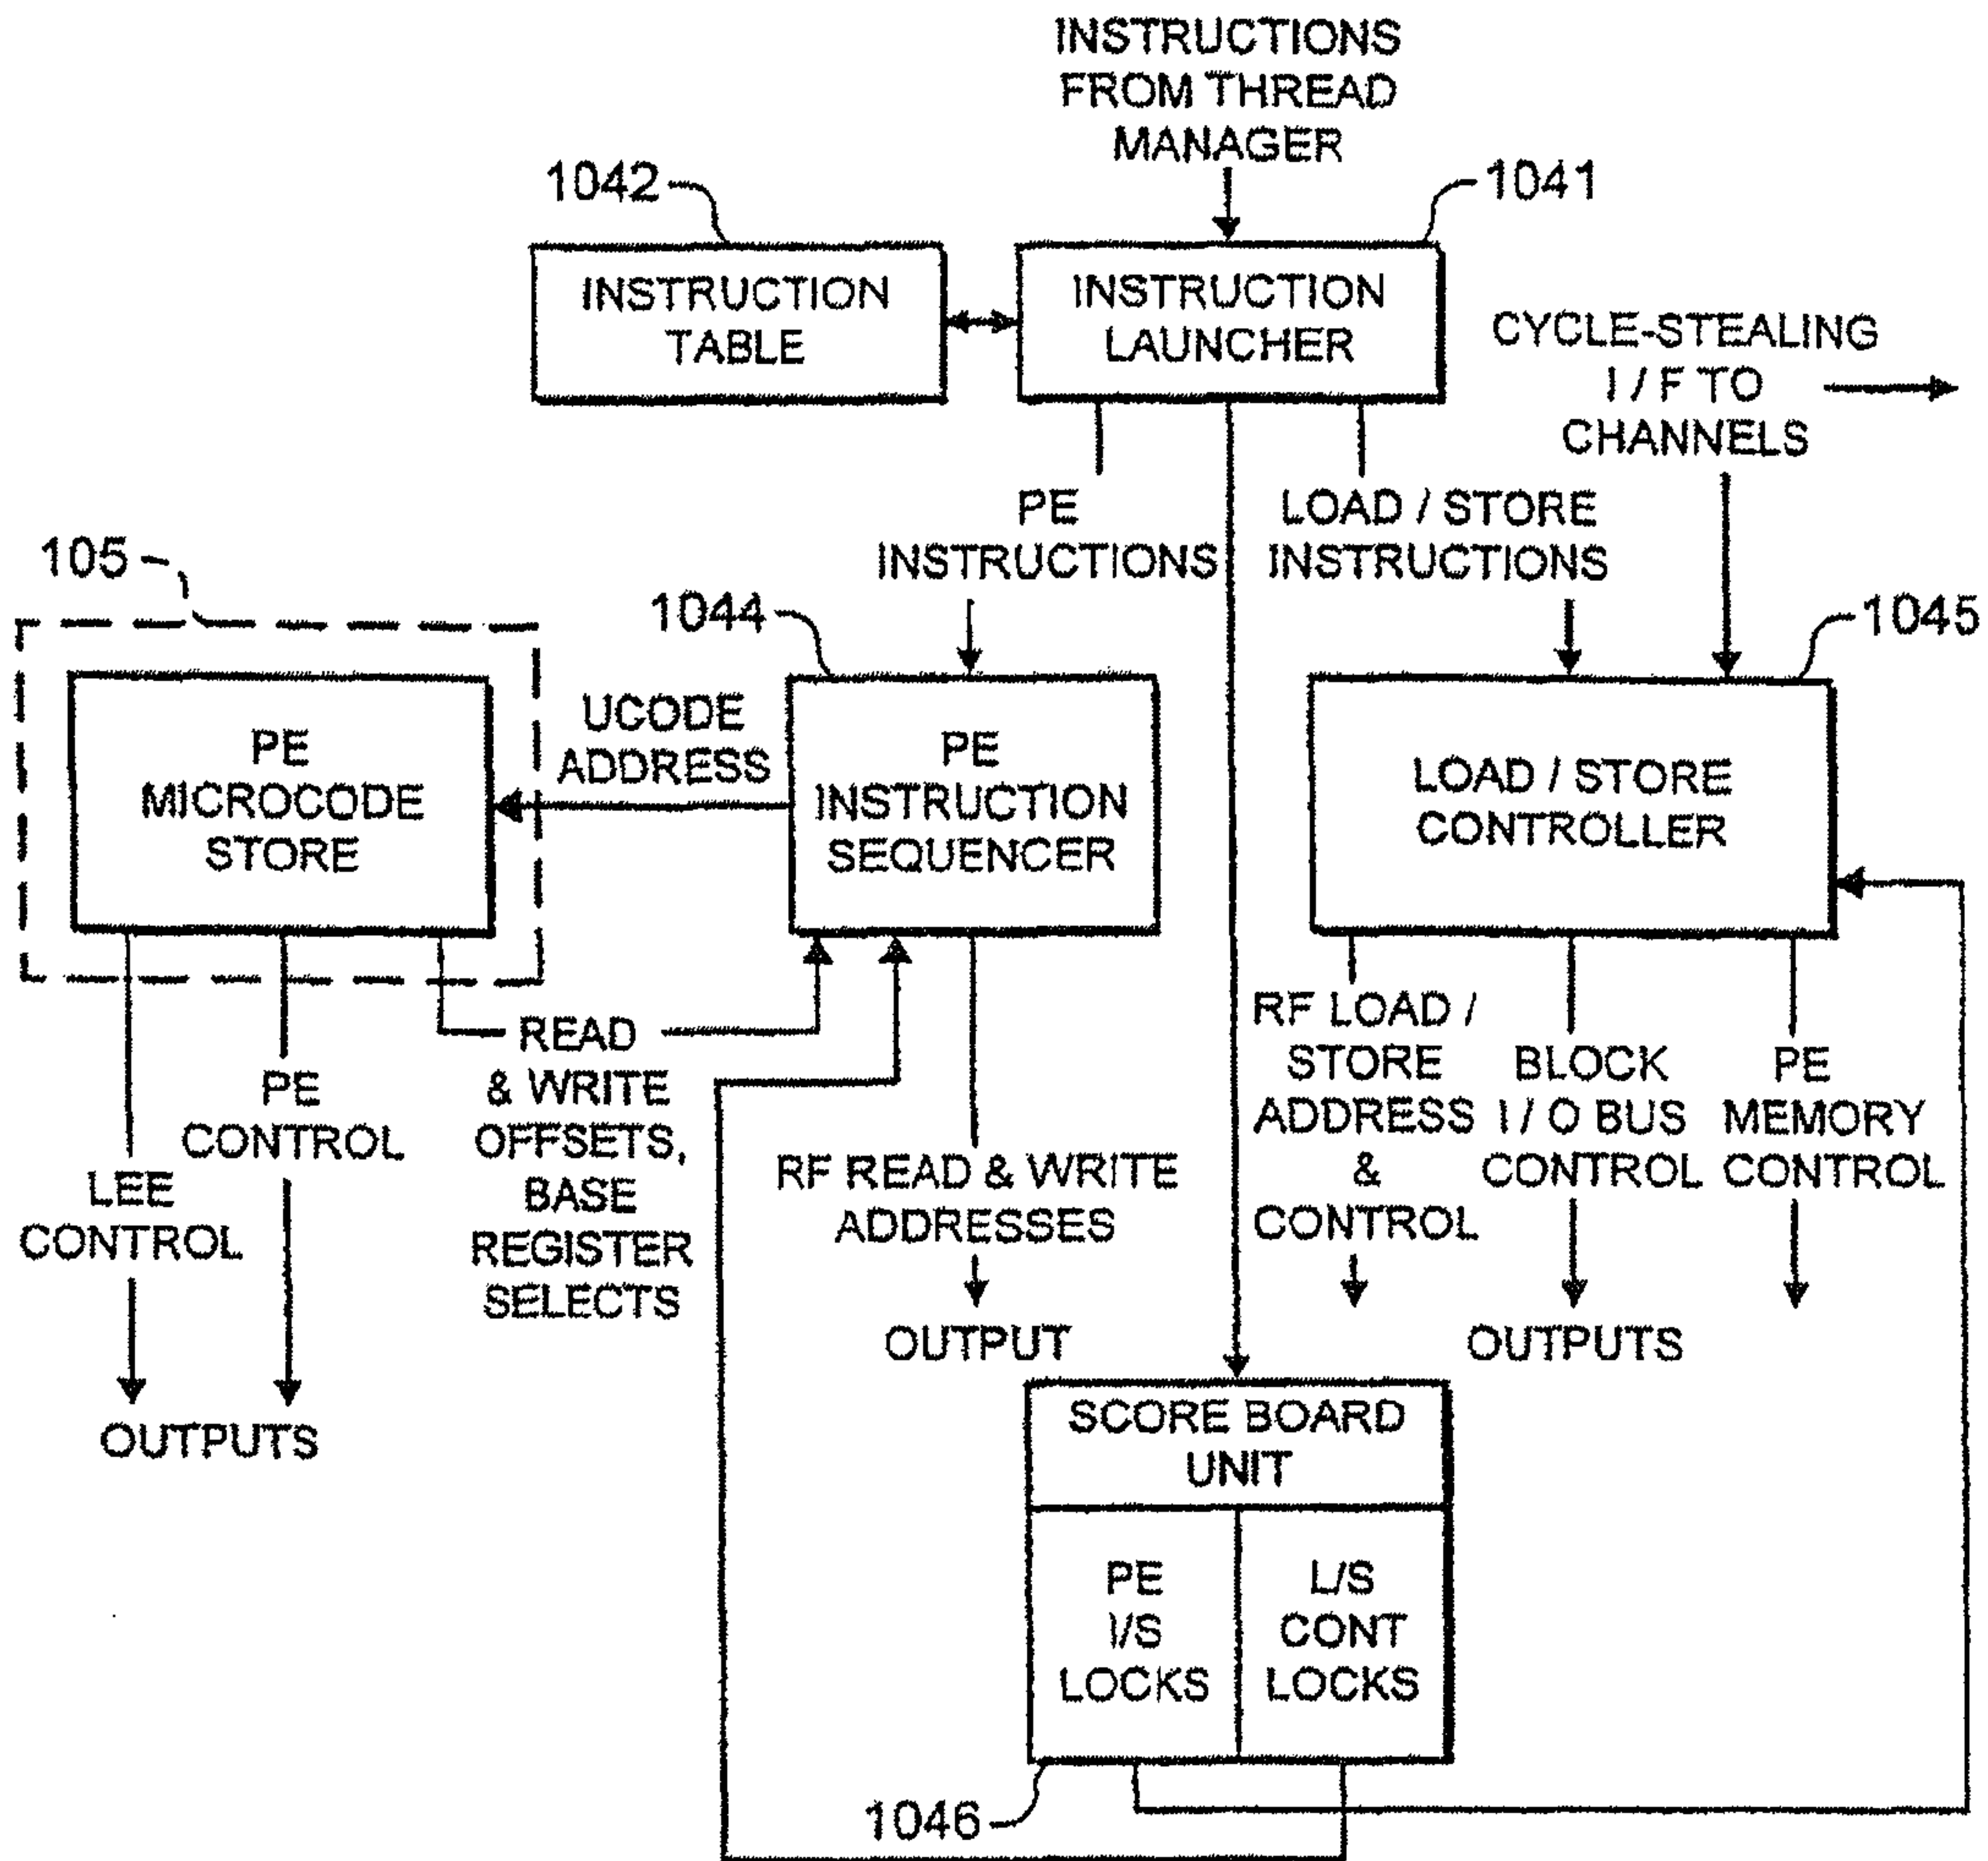 INSTRUCTIONS
FROM THREAD
MANAGER
1042
1041
INSTRUCTION
TABLE
INSTRUCTION
LAUNCHER
CYCLE-STEALING
I / F TO
CHANNELS
PE
INSTRUCTIONS
LOAD / STORE
INSTRUCTIONS
105
1044
1045
PE
MICROCODE
STORE
UCODE
ADDRESS
PE
INSTRUCTION
SEQUENCER
LOAD / STORE
CONTROLLER
LEE
CONTROL
PE
CONTROL
READ
& WRITE
OFFSETS,
BASE
REGISTER
SELECTS
RF READ & WRITE
ADDRESSES
RF LOAD /
STORE
ADDRESS
&
CONTROL
BLOCK
I / O BUS
CONTROL
PE
MEMORY
CONTROL
OUTPUTS
OUTPUT
OUTPUTS
SCORE BOARD
UNIT
PE
I/S
LOCKS
L/S
CONT
LOCKS
1046